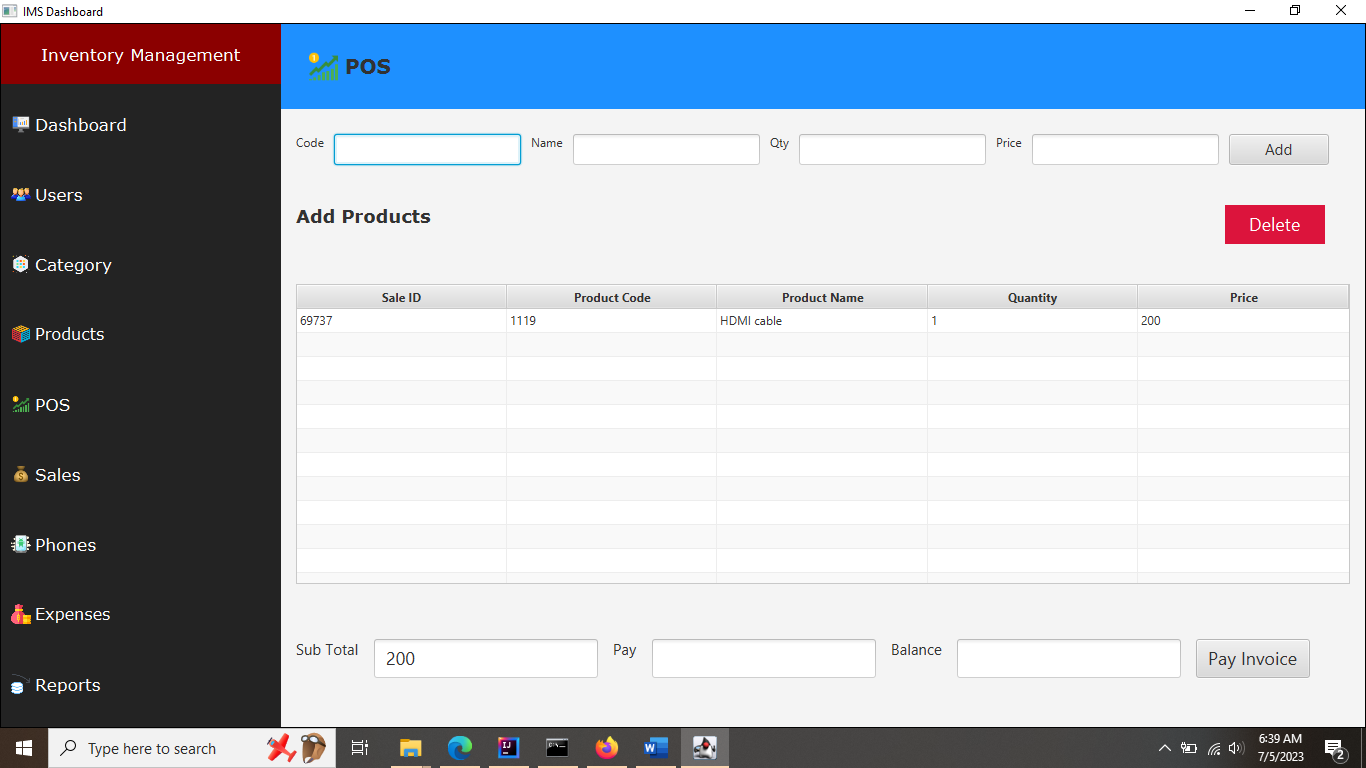 IMS Dashboard
Inventory Management
POS
Dashboard
Users
Category
Products
POS
Sales
Phones
Expenses
Reports
Code Name Qty Price Add
Add Products
Delete
Sale ID Product Code Product Name Quantity Price
69737 1119 HDMI cable 1 200
Sub Total 200 Pay Balance Pay Invoice
Type here to search
6:39 AM
7/5/2023
2